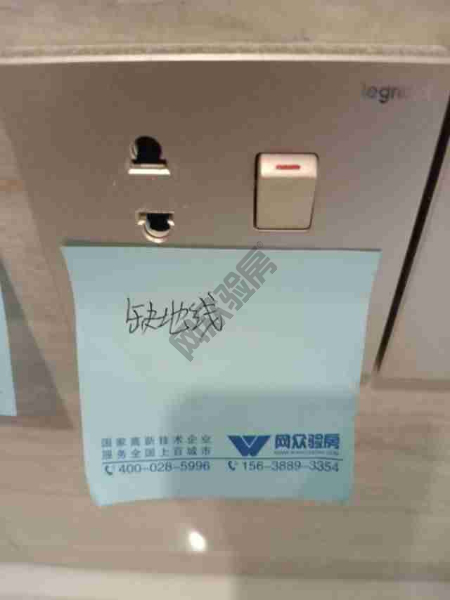 legrand
缺地线
网众验房
国家高新技术企业
服务全国上百城市
400-028-5996
网众验房
156-3889-3354